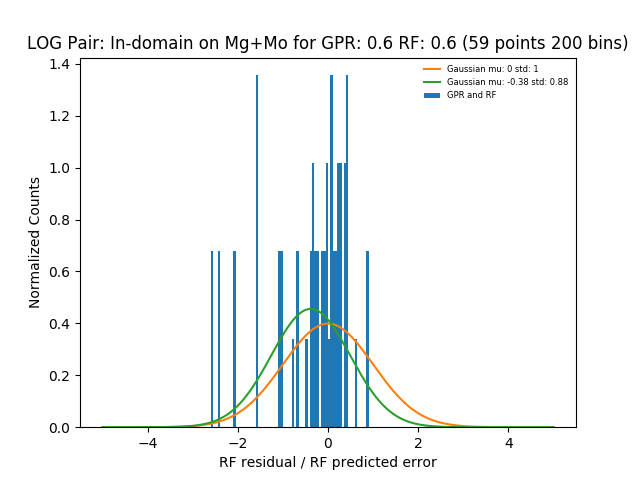 LOG Pair: In-domain on Mg+Mo for GPR: 0.6 RF: 0.6 (59 points 200 bins)
Gaussian mu: 0 std: 1
Gaussian mu: -0.38 std: 0.88
GPR and RF
Normalized Counts
1.4
1.2
1.0
0.8
0.6
0.4
0.2
0.0
−4 −2 0 2 4
RF residual / RF predicted error